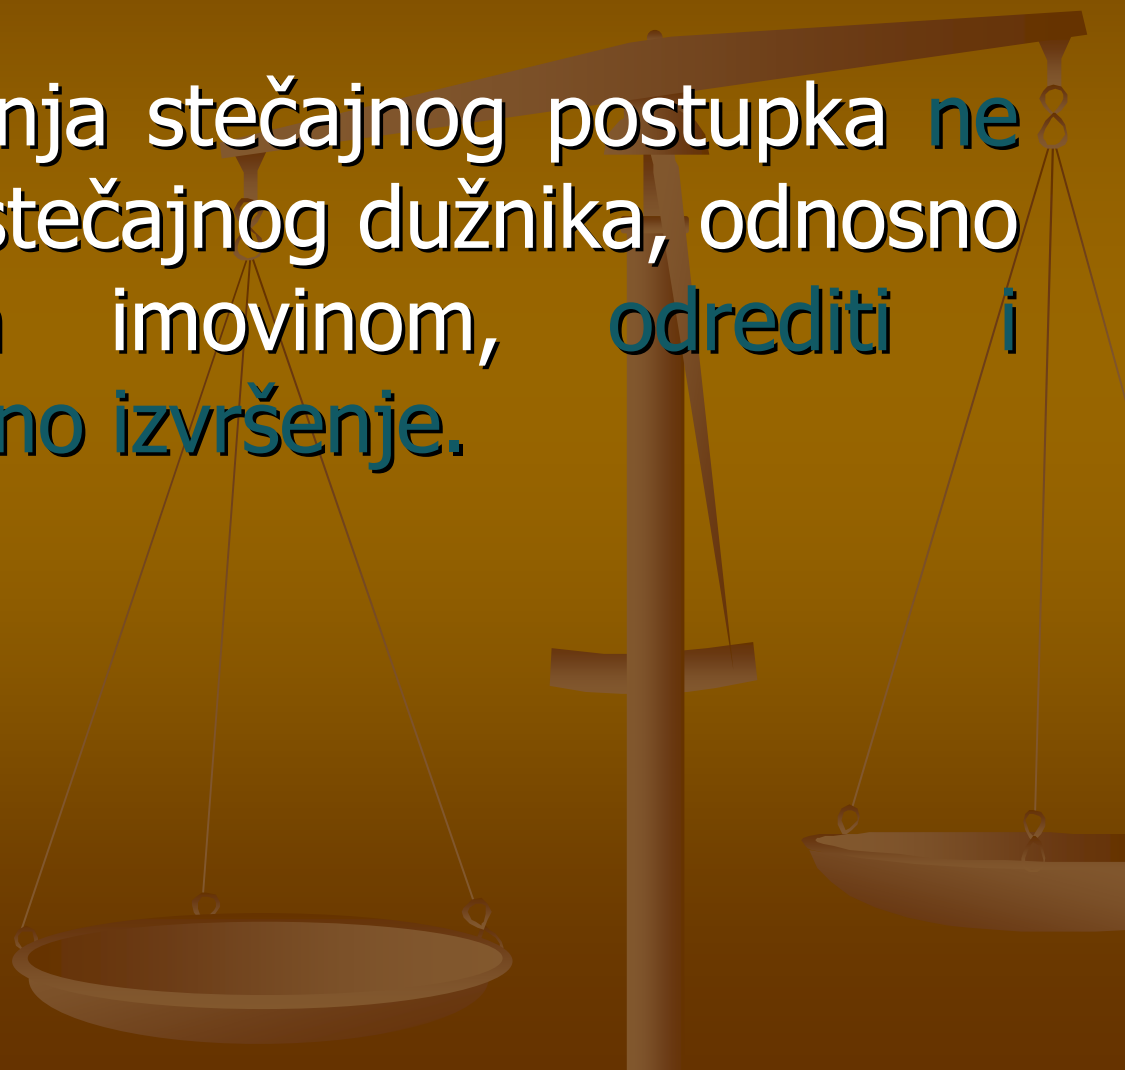 nja stečajnog postupka ne
stečajnog dužnika, odnosno
imovinom, odrediti i
no izvršenje.